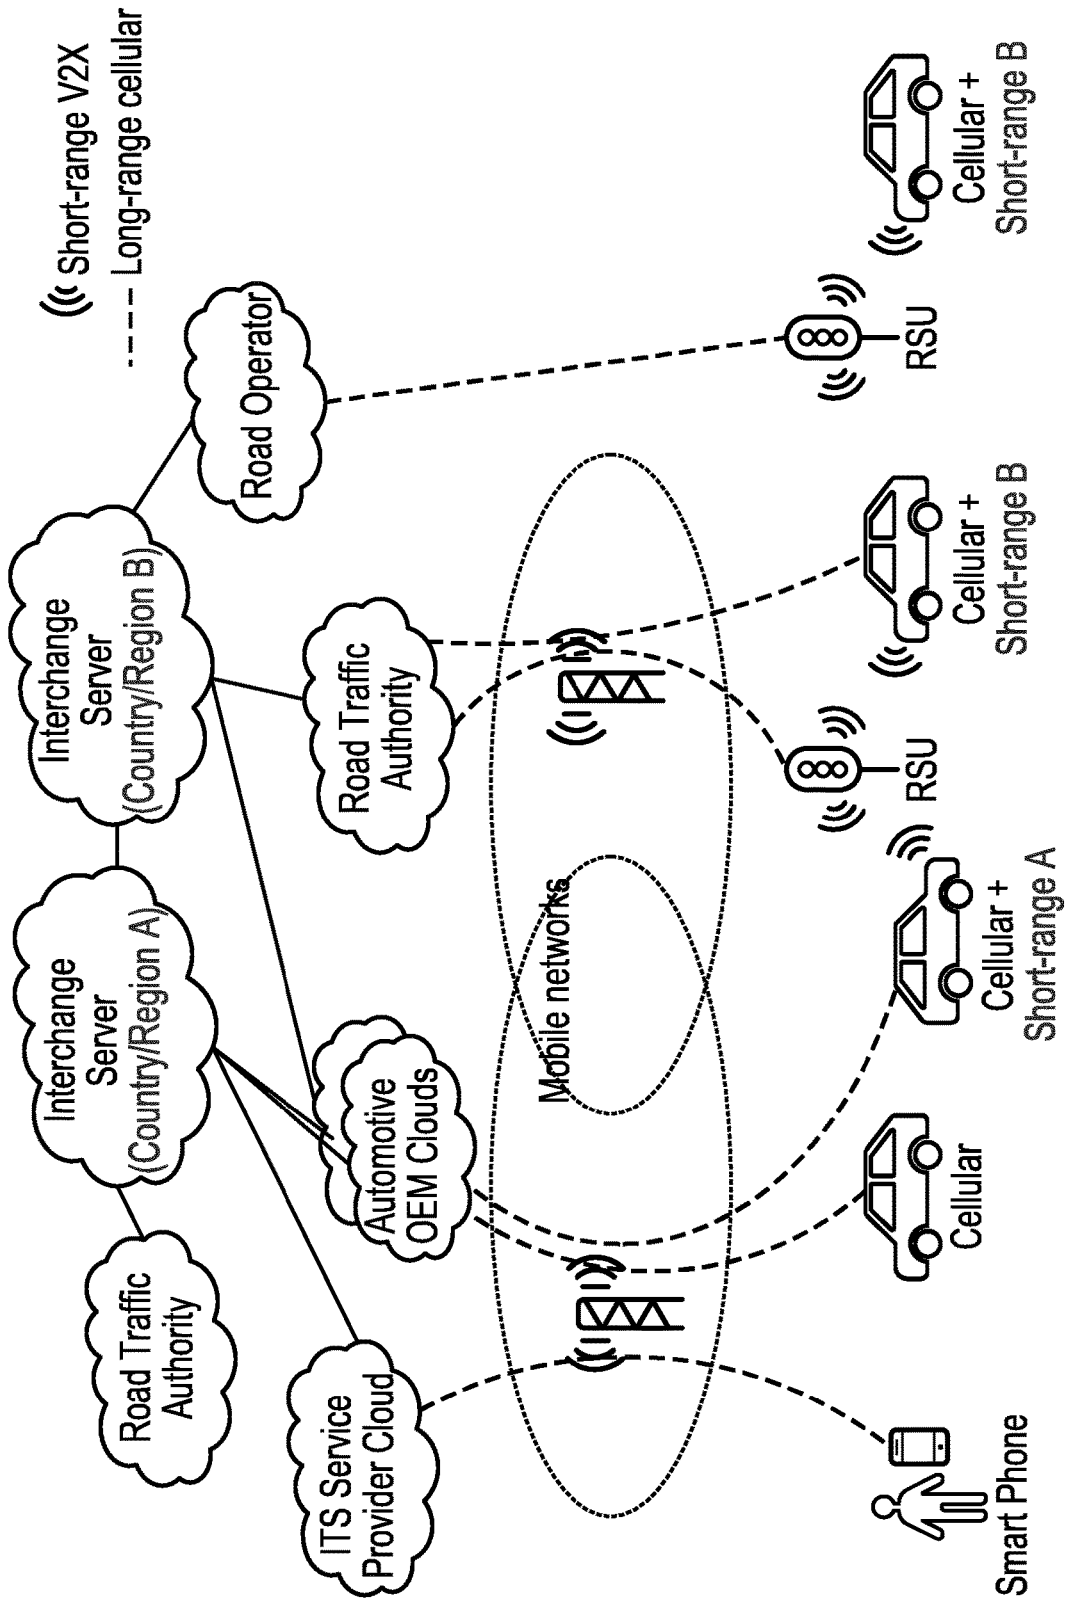 Short-range V2X
Long-range cellular
Interchange
Server
(Country/Region A)
Interchange
Server
(Country/Region B)
Road Traffic
Authority
Road Operator
ITS Service
Provider Cloud
Automotive
OEM Clouds
Road Traffic
Authority
Mobile networks
Smart Phone
Cellular
Cellular +
Short-range A
RSU
Cellular +
Short-range B
RSU
Cellular +
Short-range B